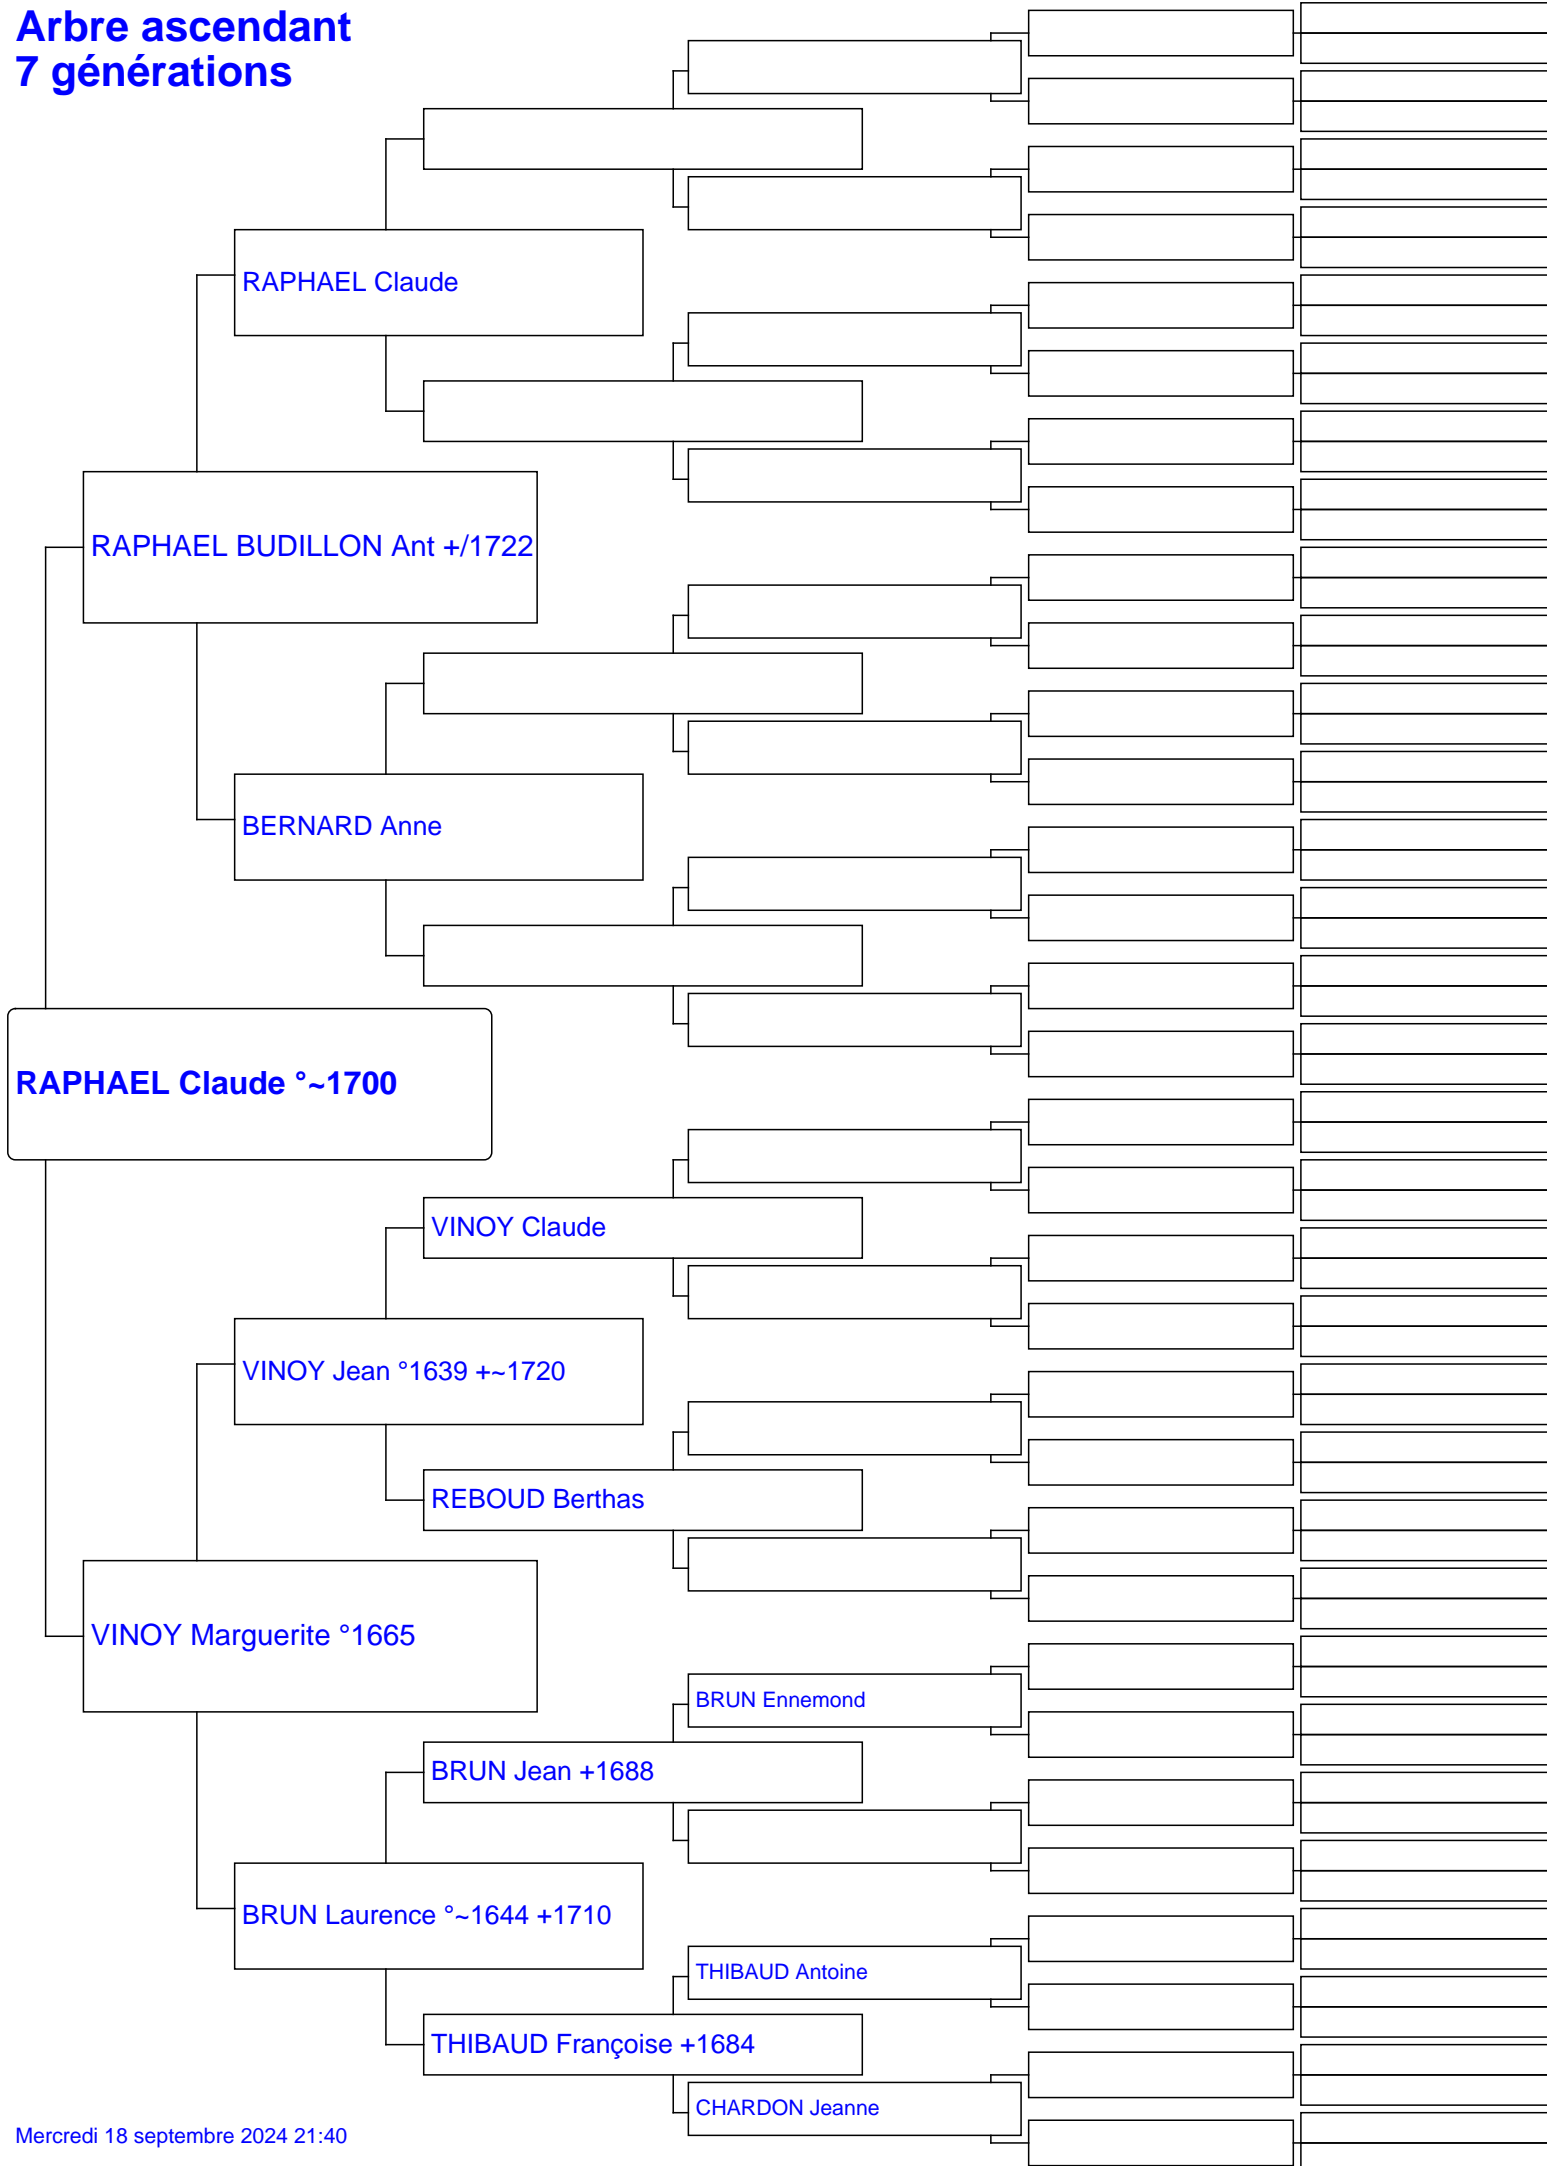 Arbre ascendant
7 générations
RAPHAEL Claude
RAPHAEL BUDILLON Ant +/1722
BERNARD Anne
RAPHAEL Claude °~1700
VINOY Claude
VINOY Jean °1639 +~1720
REBOUD Berthas
VINOY Marguerite °1665
BRUN Ennemond
BRUN Jean +1688
BRUN Laurence °~1644 +1710
THIBAUD Antoine
THIBAUD Françoise +1684
CHARDON Jeanne
Mercredi 18 septembre 2024 21:40